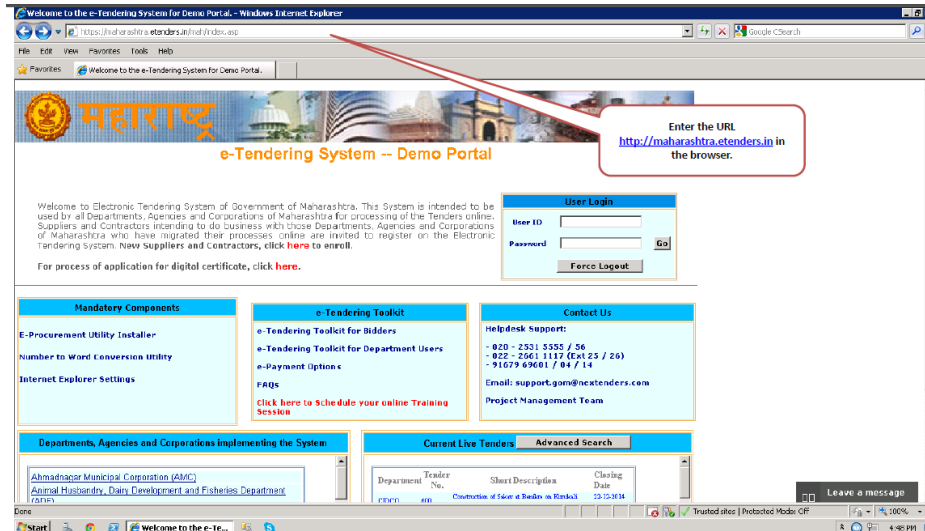 Welcome to the e-Tendering System for Demo Portal. - Windows Internet Explorer
https://maharashtra.etenders.in/mah/index.asp
Google CSearch
File Edit View Favorites Tools Help
Favorites
Welcome to the e-Tendering System for Demo Portal.
महाराष्ट्र
e-Tendering System -- Demo Portal
Enter the URL
http://maharashtra.etenders.in in
the browser.
Welcome to Electronic Tendering System of Government of Maharashtra. This System is intended to be
used by all Departments, Agencies and Corporations of Maharashtra for processing of the Tenders online.
Suppliers and Contractors intending to do business with those Departments, Agencies and Corporations
of Maharashtra who have migrated their processes online are invited to register on the Electronic
Tendering System. New Suppliers and Contractors, click here to enroll.
For process of application for digital certificate, click here.
User Login
User ID
Password
Go
Force Logout
Mandatory Components
E-Procurement Utility Installer
Number to Word Conversion Utility
Internet Explorer Settings
e-Tendering Toolkit
e-Tendering Toolkit for Bidders
e-Tendering Toolkit for Department Users
e-Payment Options
FAQs
Click here to Schedule your online Training
Session
Contact Us
Helpdesk Support:
- 020 - 2531 5555 / 56
- 022 - 2661 1117 (Ext 25 / 26)
- 91679 69601 / 04 / 14
Email: support.gom@nextenders.com
Project Management Team
Departments, Agencies and Corporations implementing the System
Ahmadnagar Municipal Corporation (AMC)
Animal Husbandry, Dairy Development and Fisheries Department
(ADF)
Current Live Tenders
Advanced Search
Department
Tender
No.
Short Description
Closing
Date
CIDCO
22-12-2014
Leave a message
Done
Trusted sites | Protected Mode: Off
100%
Start
Welcome to the e-Te...
4:48 PM